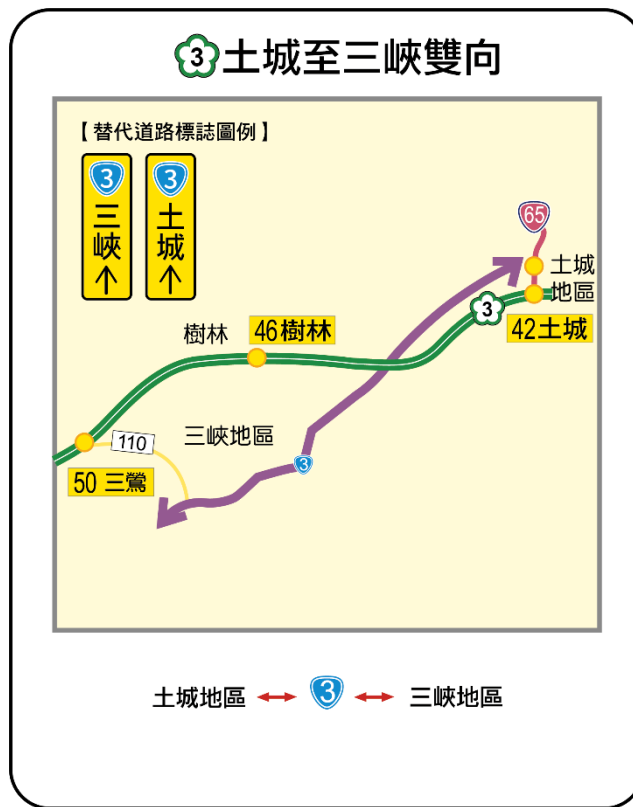 3 土城至三峽雙向
【替代道路標誌圖例】
3 三峽↑
3 土城↑
65
土城
地區
3
42土城
樹林
46樹林
110
三峽地區
3
50 三鶯
土城地區 ↔ 3 ↔ 三峽地區